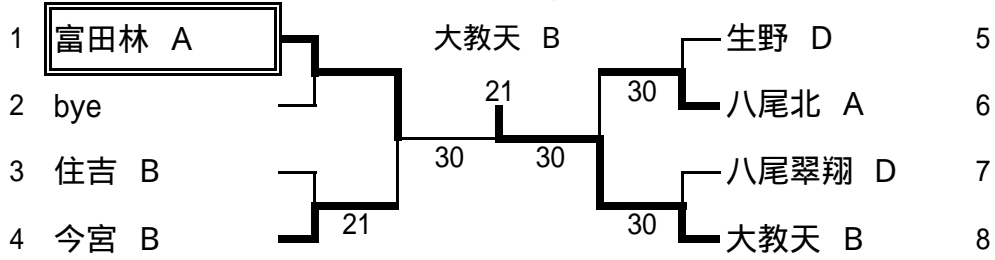 1 富田林 A 大教天 B 生野 D 5
21 30
2 bye 八尾北 A 6
30 30
3 住吉 B 八尾翠翔 D 7
21 30
4 今宮 B 大教天 B 8